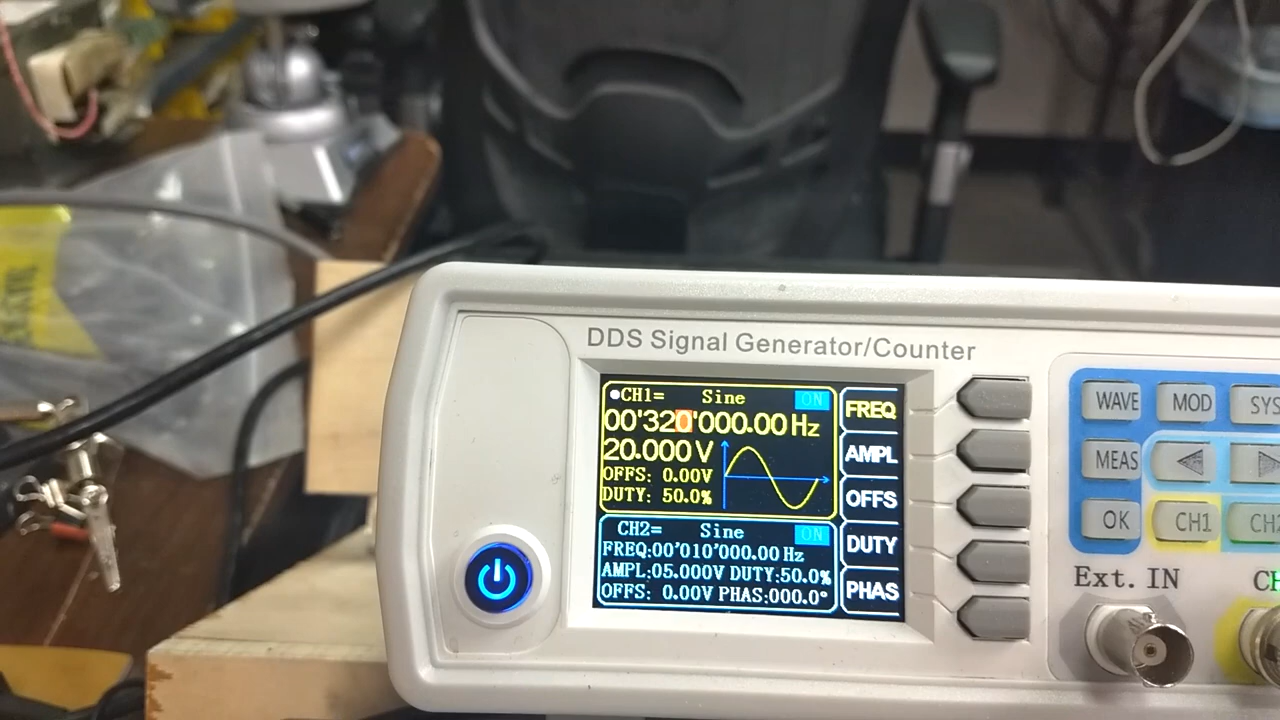 DDS Signal Generator/Counter
CH1= Sine ON
00'320'000.00 Hz
20.000 V
OFFS: 0.00V
DUTY: 50.0%
CH2= Sine ON
FREQ:00'010'000.00 Hz
AMPL:05.000V DUTY:50.0%
OFFS: 0.00V PHAS:000.0°
FREQ
AMPL
OFFS
DUTY
PHAS
WAVE MOD SYS
MEAS
OK CH1 CH2
Ext. IN CH